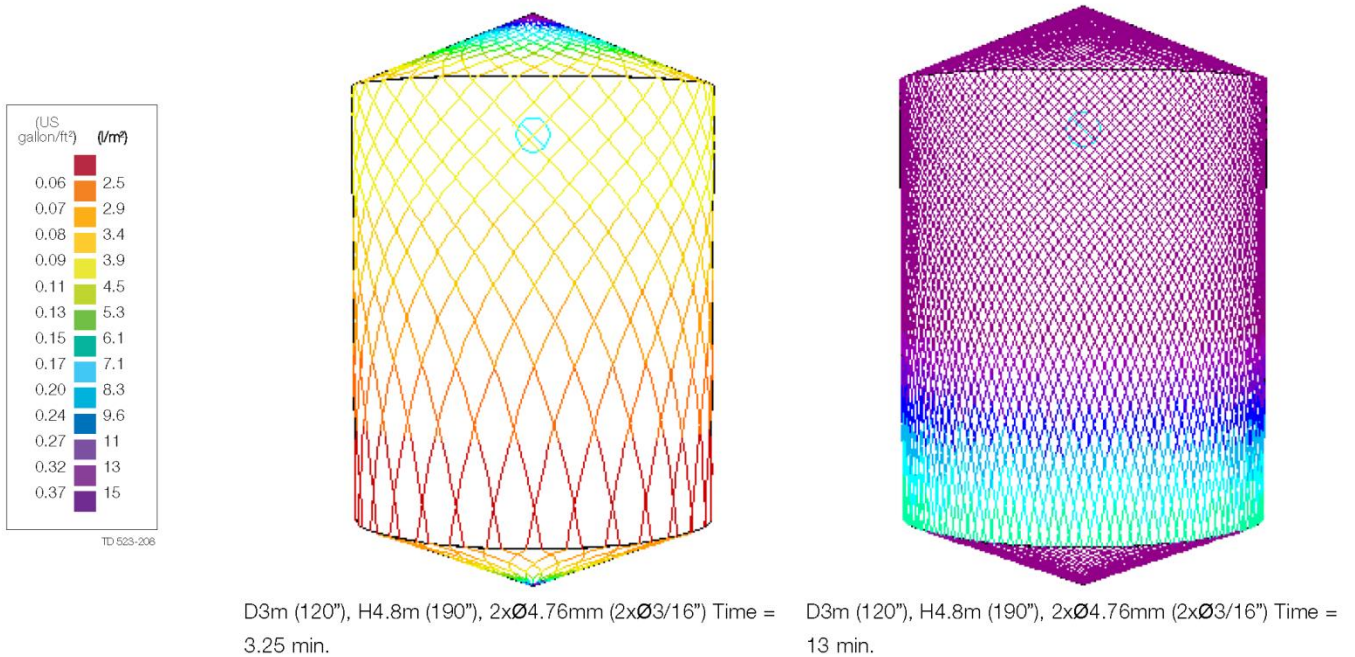 (US
gallon/ft²) (l/m²)
0.06 2.5
0.07 2.9
0.08 3.4
0.09 3.9
0.11 4.5
0.13 5.3
0.15 6.1
0.17 7.1
0.20 8.3
0.24 9.6
0.27 11
0.32 13
0.37 15
TD 523-208
D3m (120”), H4.8m (190”), 2xØ4.76mm (2xØ3/16”) Time =
3.25 min.
D3m (120”), H4.8m (190”), 2xØ4.76mm (2xØ3/16”) Time =
13 min.